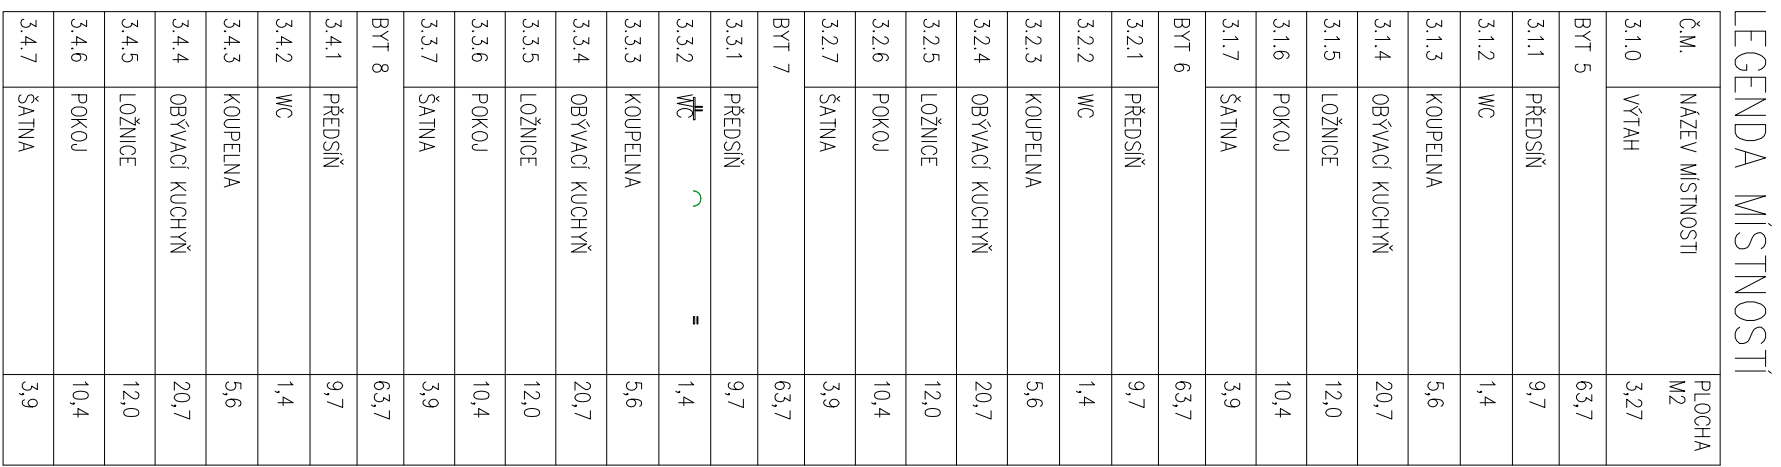 LEGENDA MÍSTNOSTÍ
Č.M. NÁZEV MÍSTNOSTI PLOCHA M2
3.1.0 VÝTAH 3,27
BYT 5 63,7
3.1.1 PŘEDSÍŇ 9,7
3.1.2 WC 1,4
3.1.3 KOUPELNA 5,6
3.1.4 OBÝVACÍ KUCHYŇ 20,7
3.1.5 LOŽNICE 12,0
3.1.6 POKOJ 10,4
3.1.7 ŠATNA 3,9
BYT 6 63,7
3.2.1 PŘEDSÍŇ 9,7
3.2.2 WC 1,4
3.2.3 KOUPELNA 5,6
3.2.4 OBÝVACÍ KUCHYŇ 20,7
3.2.5 LOŽNICE 12,0
3.2.6 POKOJ 10,4
3.2.7 ŠATNA 3,9
BYT 7 63,7
3.3.1 PŘEDSÍŇ 9,7
3.3.2 WC 1,4
3.3.3 KOUPELNA 5,6
3.3.4 OBÝVACÍ KUCHYŇ 20,7
3.3.5 LOŽNICE 12,0
3.3.6 POKOJ 10,4
3.3.7 ŠATNA 3,9
BYT 8 63,7
3.4.1 PŘEDSÍŇ 9,7
3.4.2 WC 1,4
3.4.3 KOUPELNA 5,6
3.4.4 OBÝVACÍ KUCHYŇ 20,7
3.4.5 LOŽNICE 12,0
3.4.6 POKOJ 10,4
3.4.7 ŠATNA 3,9